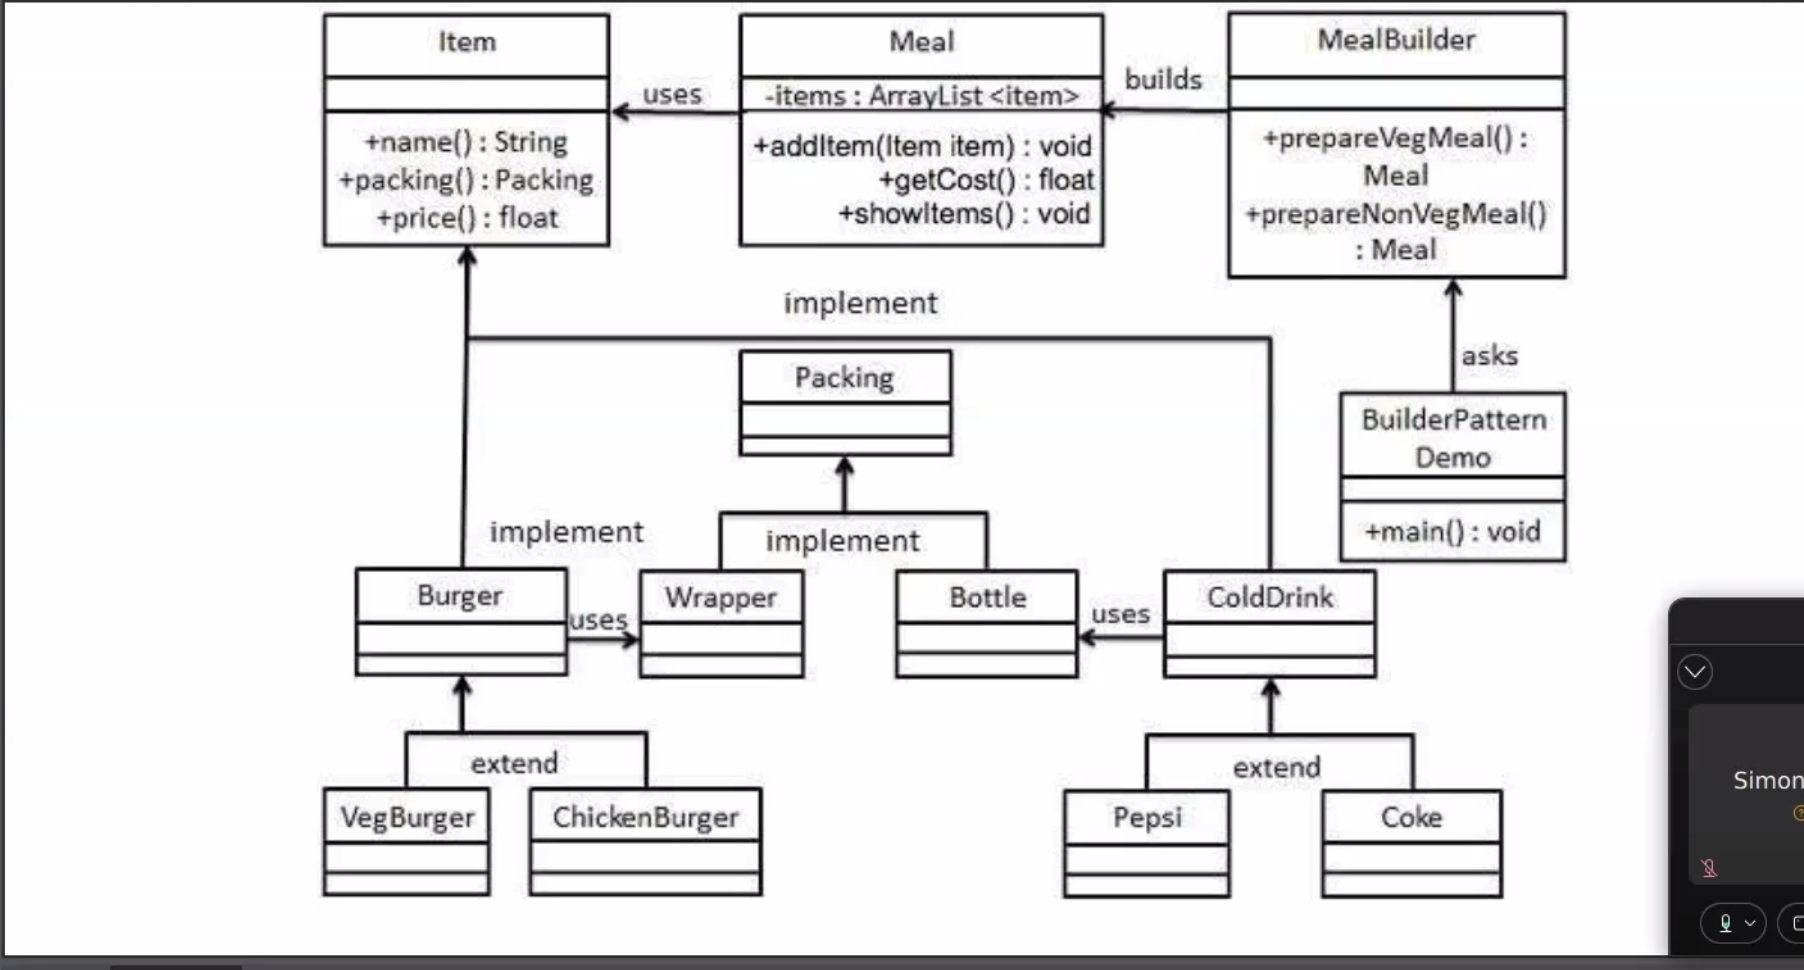 Item
+name() : String
+packing() : Packing
+price() : float
uses
Meal
-items : ArrayList <item>
+addItem(Item item) : void
+getCost() : float
+showItems() : void
builds
MealBuilder
+prepareVegMeal() :
Meal
+prepareNonVegMeal()
: Meal
implement
asks
Packing
BuilderPattern
Demo
+main() : void
implement
implement
Burger
uses
Wrapper
Bottle
uses
ColdDrink
extend
extend
VegBurger
ChickenBurger
Pepsi
Coke
Simon